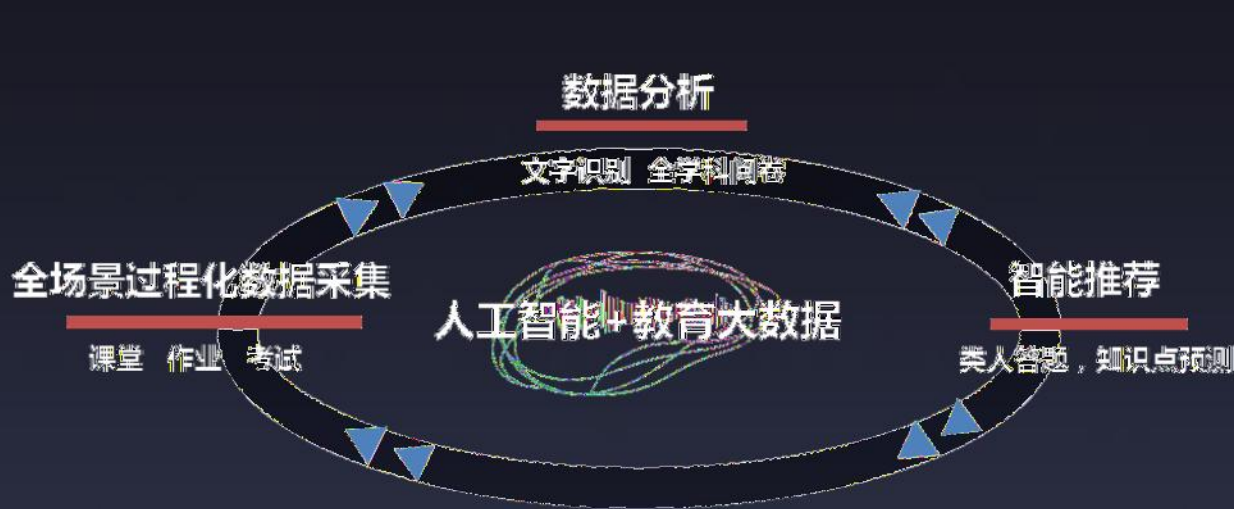 数据分析
文字识别 全学科阅卷
全场景过程化数据采集
智能推荐
人工智能+教育大数据
课堂 作业 考试
类人答题，知识点预测